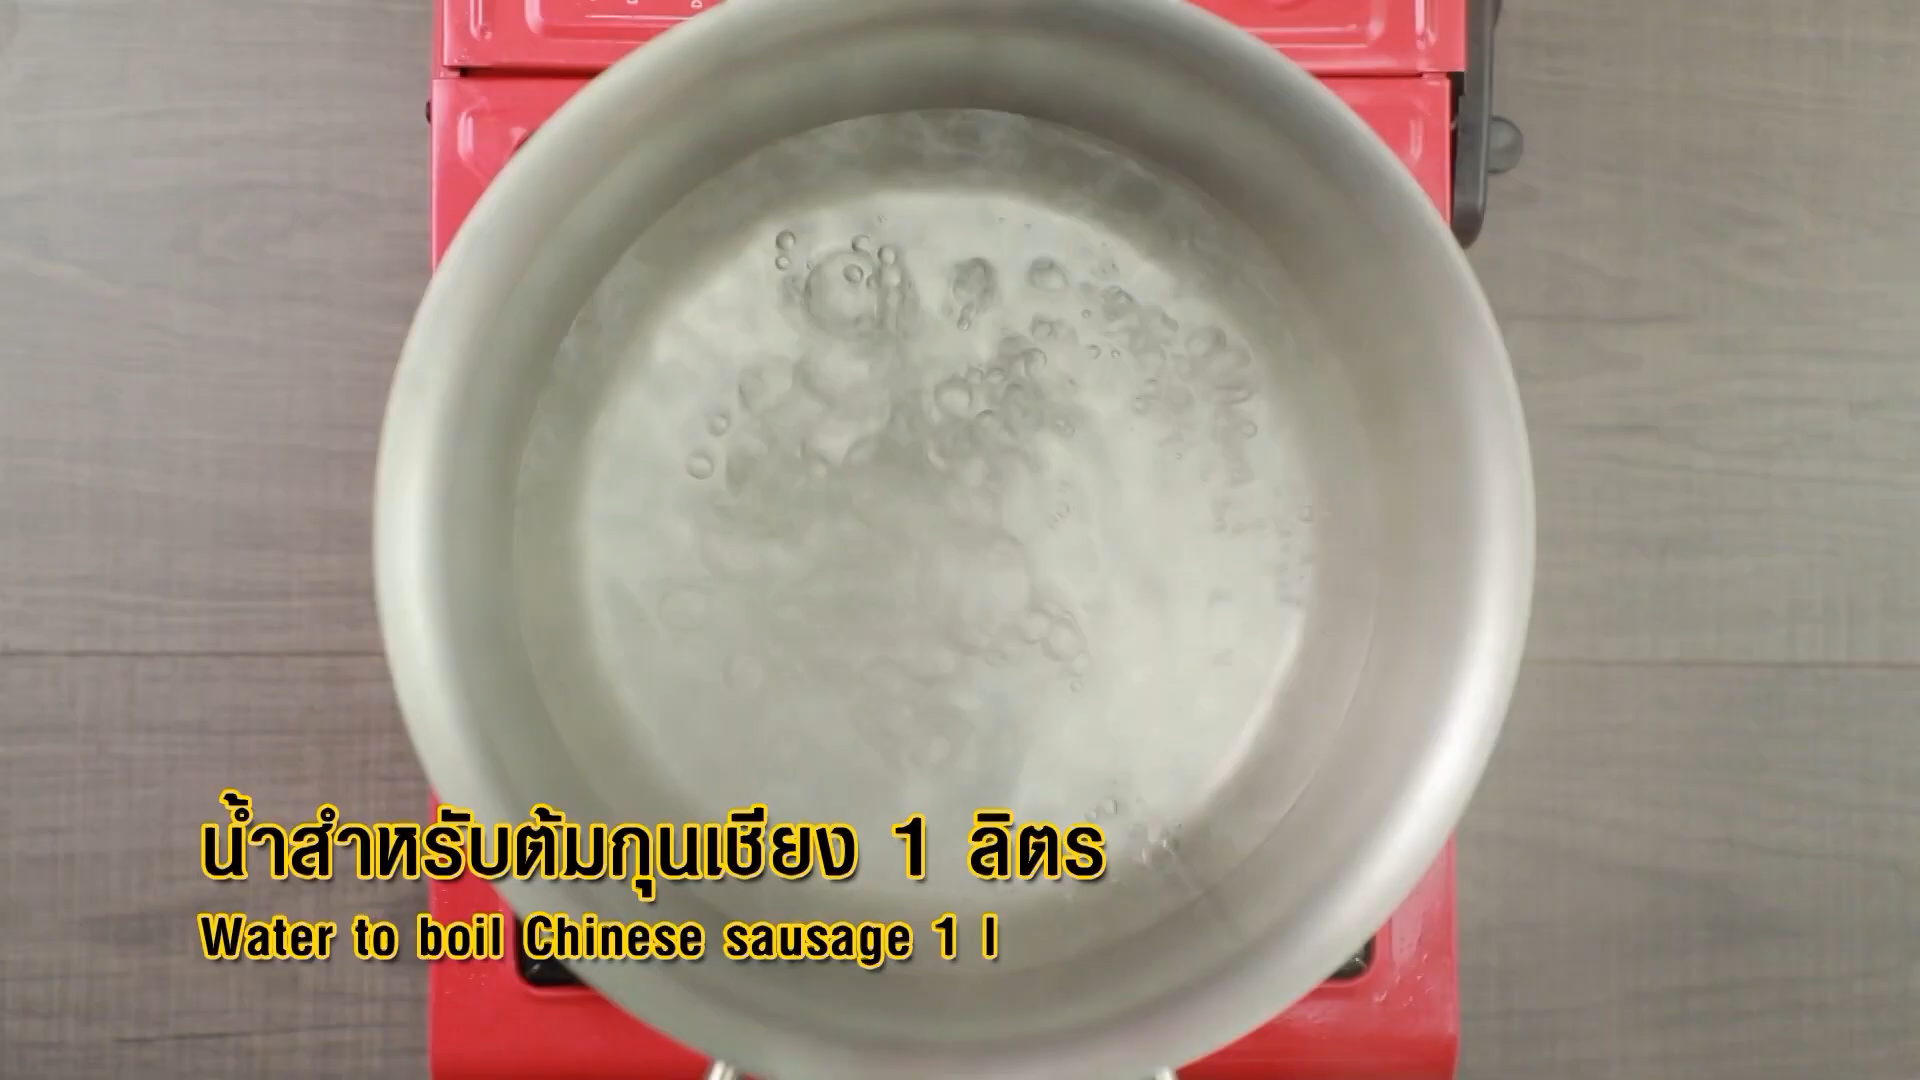 น้ำสำหรับต้มกุนเชียง 1 ลิตร
Water to boil Chinese sausage 1 l